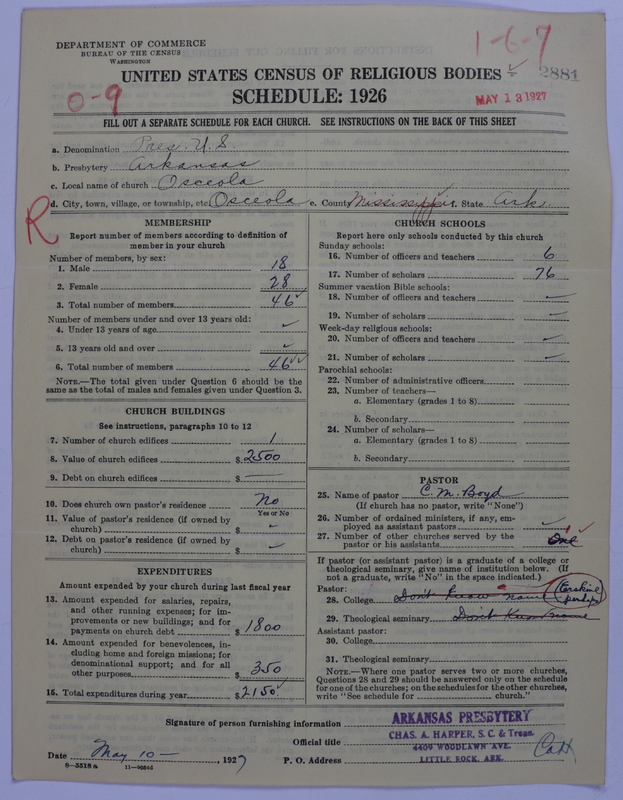 DEPARTMENT OF COMMERCE
BUREAU OF THE CENSUS
WASHINGTON
1-6-7
UNITED STATES CENSUS OF RELIGIOUS BODIES
2881
0-9
SCHEDULE: 1926
MAY 13 1927
FILL OUT A SEPARATE SCHEDULE FOR EACH CHURCH. SEE INSTRUCTIONS ON THE BACK OF THIS SHEET
a. Denomination Pres. U.S.
b. Presbytery Arkansas
c. Local name of church Osceola
d. City, town, village, or township, etc. Osceola e. County Mississippi f. State Ark.
R
MEMBERSHIP
Report number of members according to definition of
member in your church
Number of members, by sex:
1. Male 18
2. Female 28
3. Total number of members 46
Number of members under and over 13 years old:
4. Under 13 years of age
5. 13 years old and over
6. Total number of members 46
NOTE.—The total given under Question 6 should be the
same as the total of males and females given under Question 3.
CHURCH BUILDINGS
See instructions, paragraphs 10 to 12
7. Number of church edifices 1
8. Value of church edifices $ 2500
9. Debt on church edifices $
10. Does church own pastor's residence No
Yes or No
11. Value of pastor's residence (if owned by
church) $
12. Debt on pastor's residence (if owned by
church) $
EXPENDITURES
Amount expended by your church during last fiscal year
13. Amount expended for salaries, repairs,
and other running expenses; for im-
provements or new buildings; and for
payments on church debt $ 1800
14. Amount expended for benevolences, in-
cluding home and foreign missions; for
denominational support; and for all
other purposes $ 350
15. Total expenditures during year $ 2150
CHURCH SCHOOLS
Report here only schools conducted by this church
Sunday schools:
16. Number of officers and teachers 6
17. Number of scholars 76
Summer vacation Bible schools:
18. Number of officers and teachers
19. Number of scholars
Week-day religious schools:
20. Number of officers and teachers
21. Number of scholars
Parochial schools:
22. Number of administrative officers
23. Number of teachers—
a. Elementary (grades 1 to 8)
b. Secondary
24. Number of scholars—
a. Elementary (grades 1 to 8)
b. Secondary
PASTOR
25. Name of pastor C. M. Boyd
(If church has no pastor, write "None")
26. Number of ordained ministers, if any, em-
ployed as assistant pastors
27. Number of other churches served by the
pastor or his assistants One
If pastor (or assistant pastor) is a graduate of a college or
theological seminary, give name of institution below. (If
not a graduate, write "No" in the space indicated.)
Pastor:
28. College Don't know name (Erskine perhaps)
29. Theological seminary Don't Know name
Assistant pastor:
30. College
31. Theological seminary
NOTE.—Where one pastor serves two or more churches,
Questions 28 and 29 should be answered only on the schedule
for one of the churches; on the schedules for the other churches,
write "See schedule for church."
Signature of person furnishing information ARKANSAS PRESBYTERY
Official title CHAS. A. HARPER, S. C. & Treas.
4409 WOODLAWN AVE.
Date May 10 — , 1927 P. O. Address LITTLE ROCK, ARK.
CaH
8-3518a 11-9054d